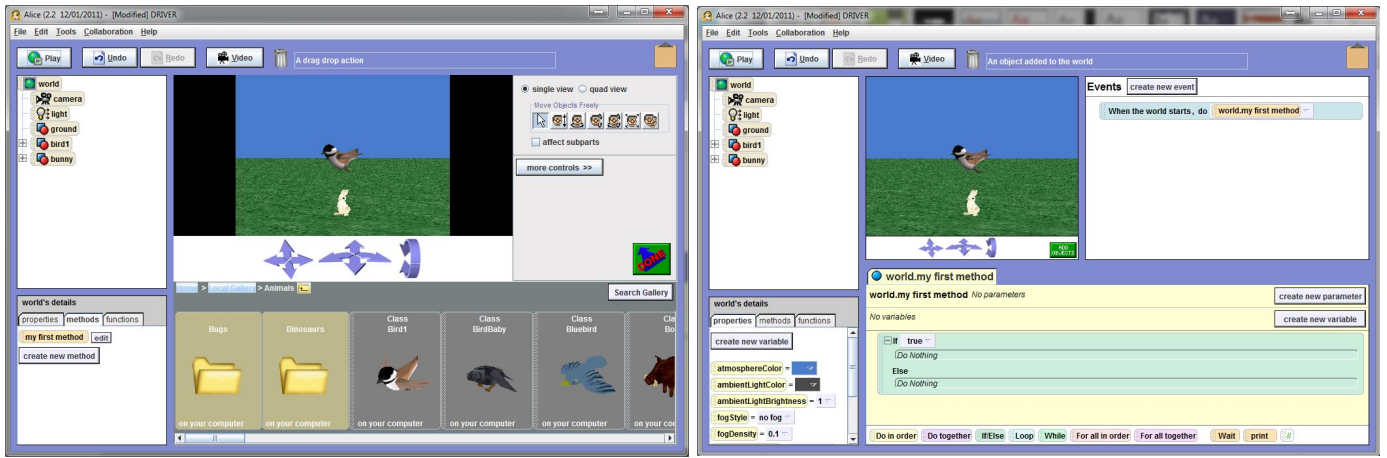 Alice (2.2 12/01/2011) - [Modified] DRIVER
File Edit Tools Collaboration Help
Play Undo Redo Video A drag drop action
world
camera
light
ground
bird1
bunny
single view quad view
Move Objects Freely
affect subparts
more controls >>
DONE
Home > Local Gallery > Animals
Search Gallery
world's details
properties methods functions
my first method edit
create new method
Bugs
on your computer
Dinosaurs
on your computer
Class
Bird1
on your computer
Class
BirdBaby
on your computer
Class
Bluebird
on your computer
Cla
Bo
on your co
Alice (2.2 12/01/2011) - [Modified] DRIVER
File Edit Tools Collaboration Help
Play Undo Redo Video An object added to the world
world
camera
light
ground
bird1
bunny
ADD
OBJECTS
Events create new event
When the world starts, do world.my first method
world's details
properties methods functions
create new variable
atmosphereColor =
ambientLightColor =
ambientLightBrightness = 1
fogStyle = no fog
fogDensity = 0.1
world.my first method
world.my first method No parameters
create new parameter
No variables
create new variable
If true
Do Nothing
Else
Do Nothing
Do in order Do together If/Else Loop While For all in order For all together Wait print //